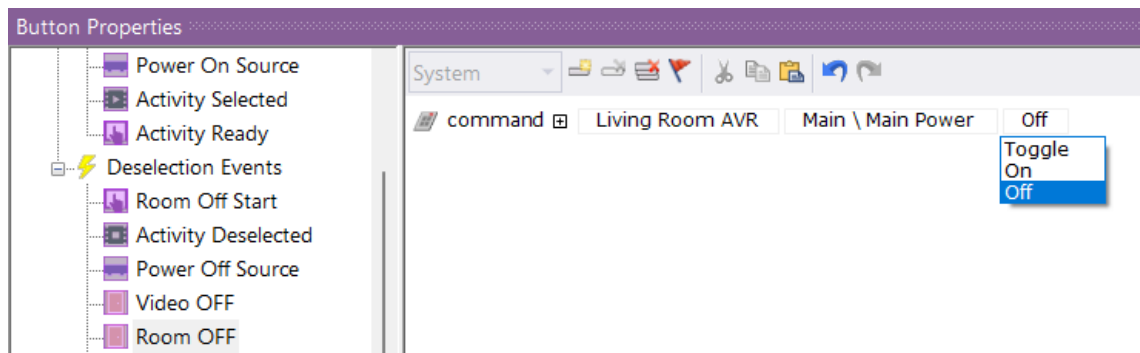 Button Properties
Power On Source
Activity Selected
Activity Ready
Deselection Events
Room Off Start
Activity Deselected
Power Off Source
Video OFF
Room OFF
System
command Living Room AVR Main \ Main Power Off
Toggle
On
Off